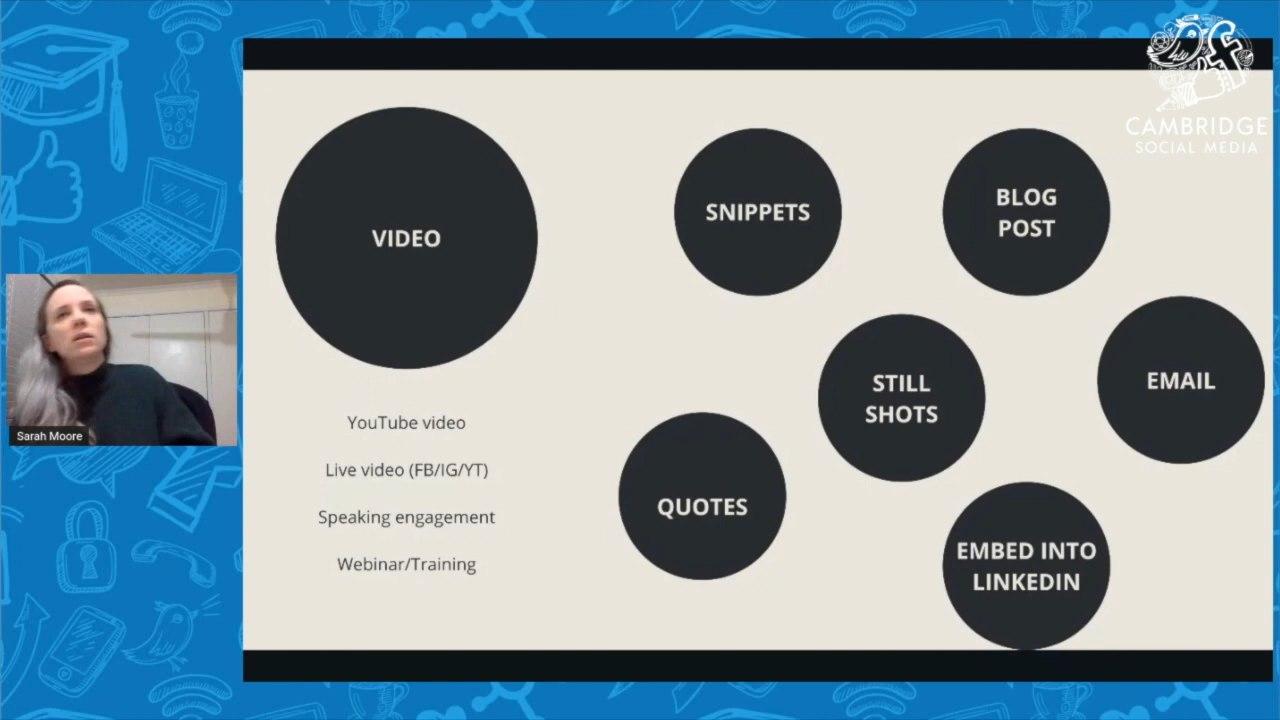 CAMBRIDGE
SOCIAL MEDIA
VIDEO
YouTube video
Live video (FB/IG/YT)
Speaking engagement
Webinar/Training
SNIPPETS
BLOG
POST
STILL
SHOTS
EMAIL
QUOTES
EMBED INTO
LINKEDIN
Sarah Moore